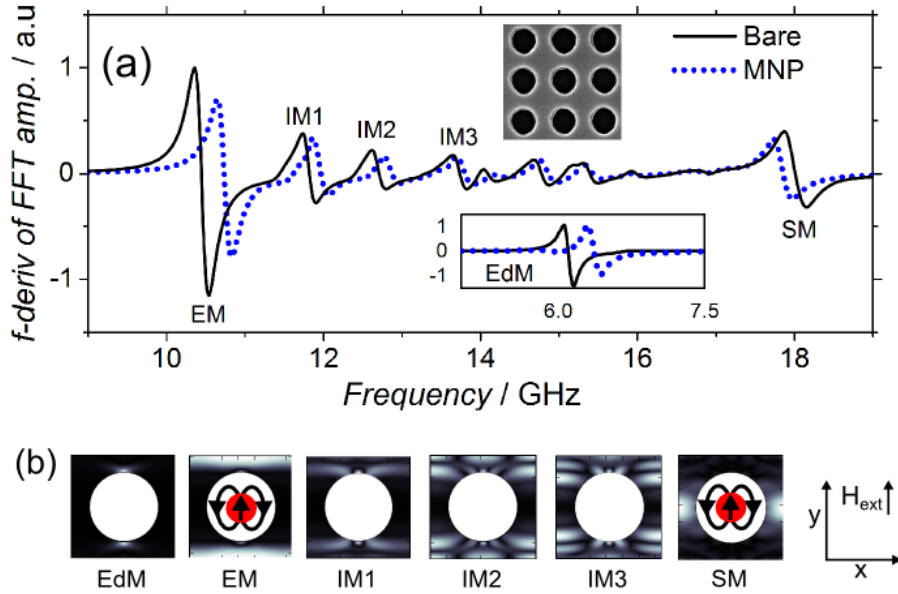 f-deriv of FFT amp. / a.u
(a)
Bare
MNP
1
0
-1
EM
IM1
IM2
IM3
SM
1
0
-1
EdM
6.0 7.5
10 12 14 16 18
Frequency / GHz
(b)
EdM EM IM1 IM2 IM3 SM
H_ext
y
x